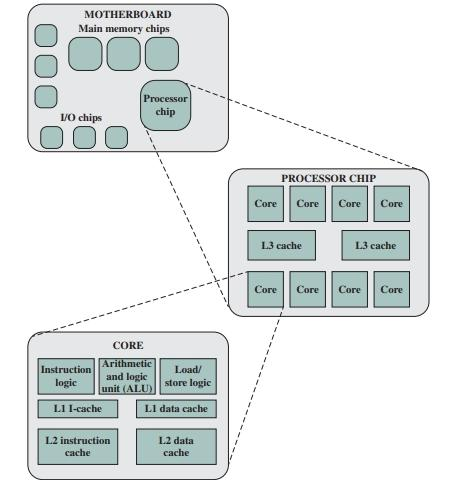 MOTHERBOARD
Main memory chips
Processor
chip
I/O chips
PROCESSOR CHIP
Core Core Core Core
L3 cache L3 cache
Core Core Core Core
CORE
Instruction
logic
Arithmetic
and logic
unit (ALU)
Load/
store logic
L1 I-cache L1 data cache
L2 instruction
cache
L2 data
cache